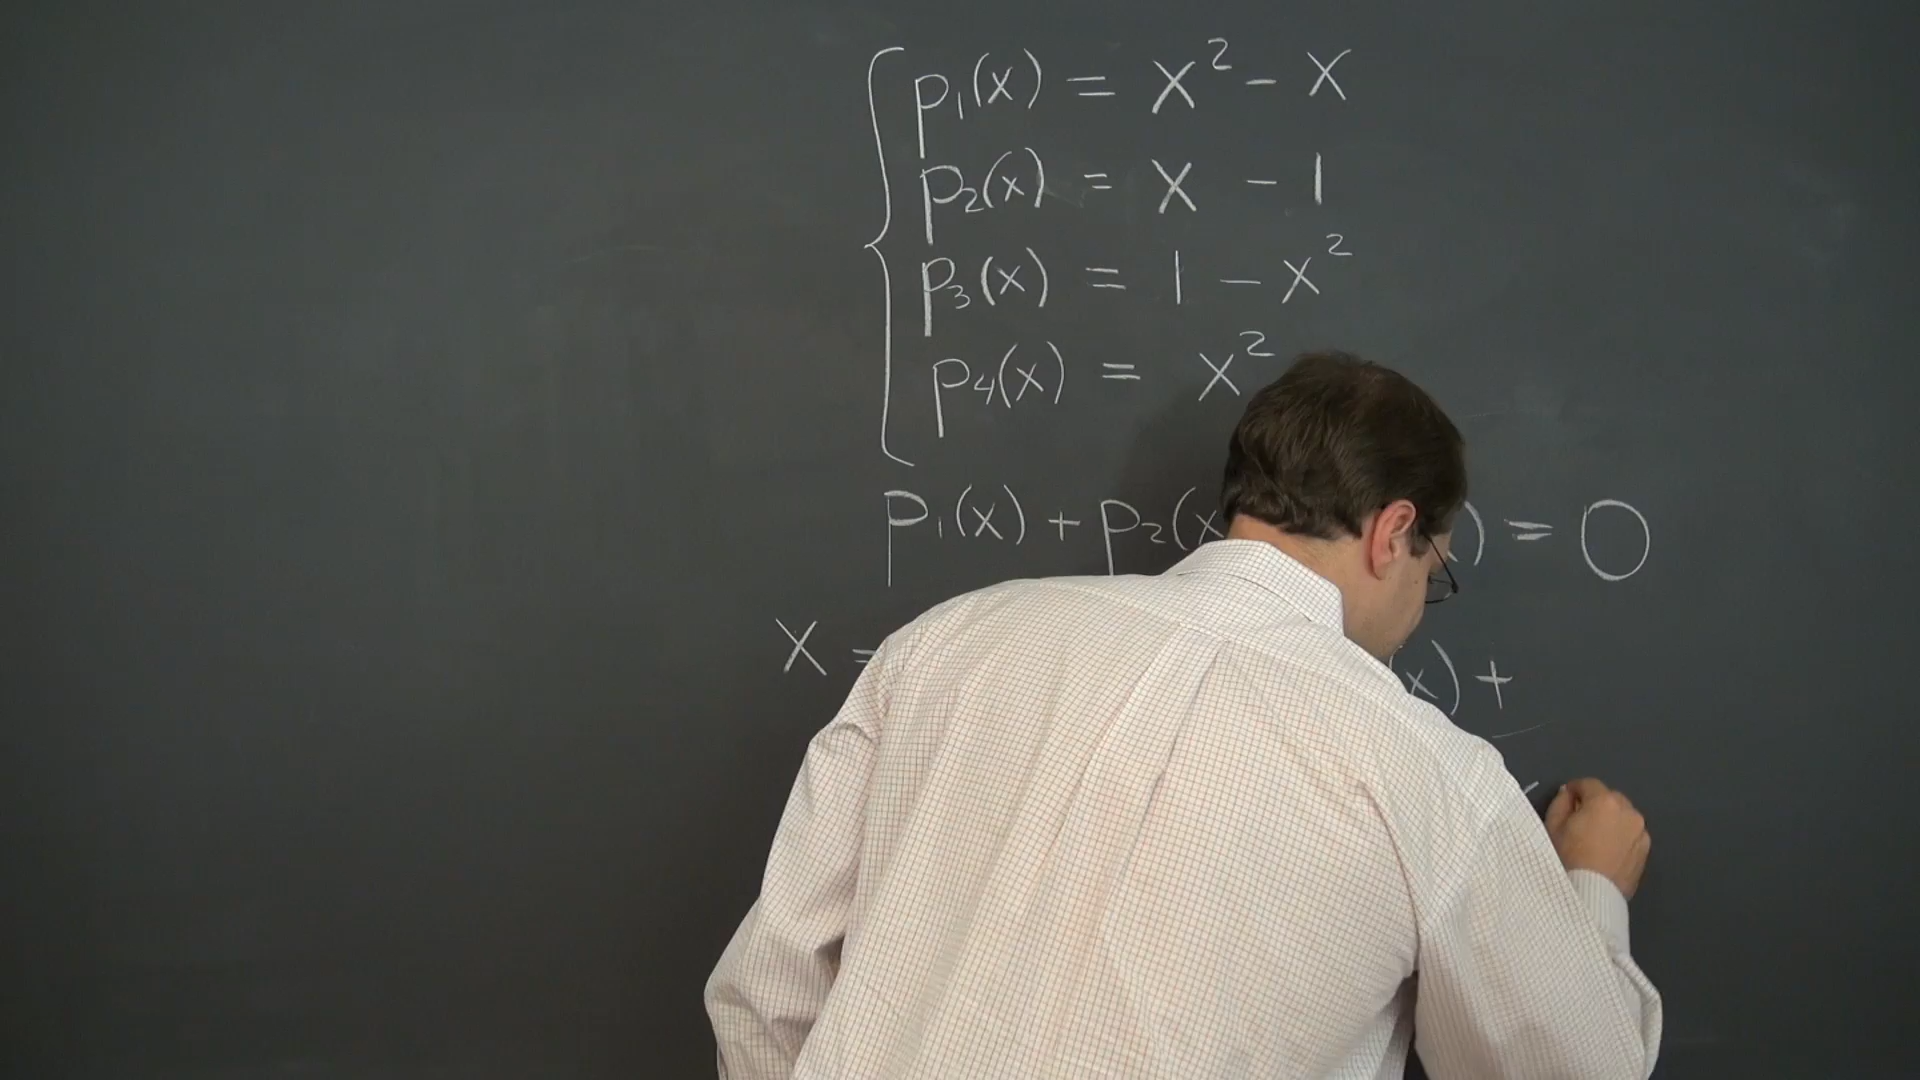 p₁(x) = x² - x
p₂(x) = x - 1
p₃(x) = 1 - x²
p₄(x) = x²
p₁(x) + p₂(x ) = 0
x = x) +